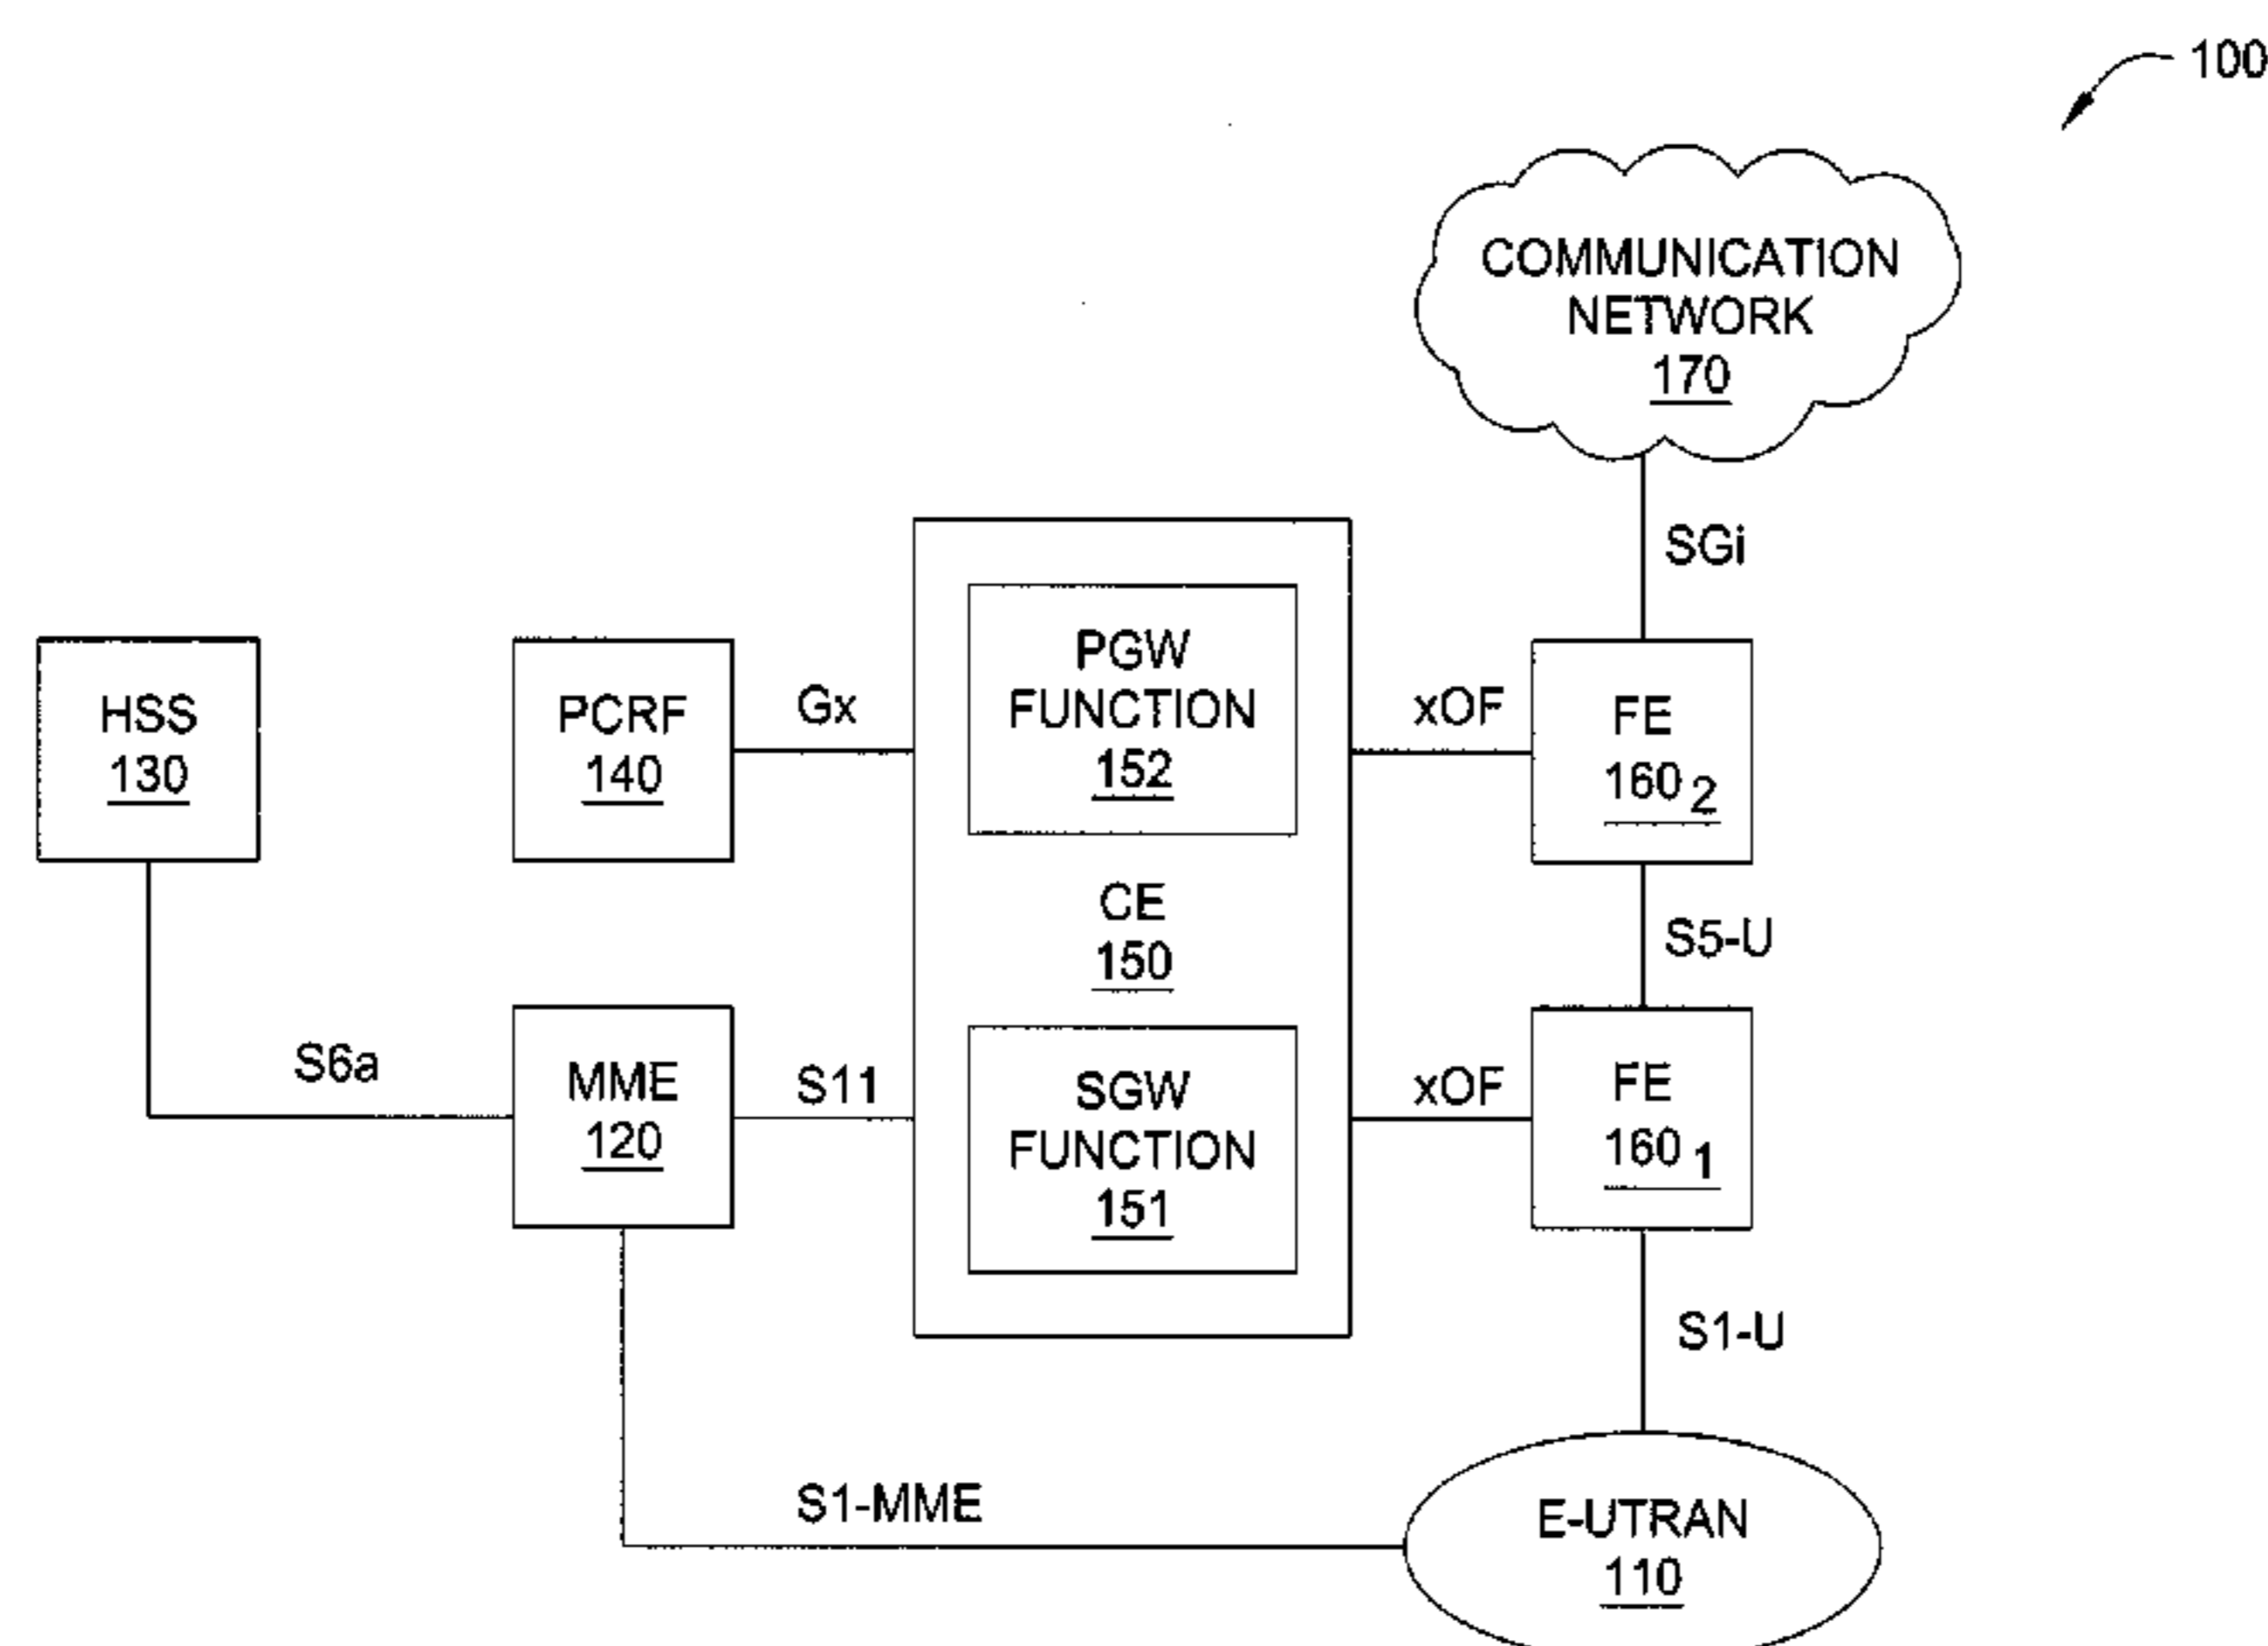 100
COMMUNICATION
NETWORK
170
SGi
HSS
130
PCRF
140
Gx
PGW
FUNCTION
152
xOF
FE
160 2
CE
150
S5-U
S6a
MME
120
S11
SGW
FUNCTION
151
xOF
FE
160 1
S1-U
S1-MME
E-UTRAN
110